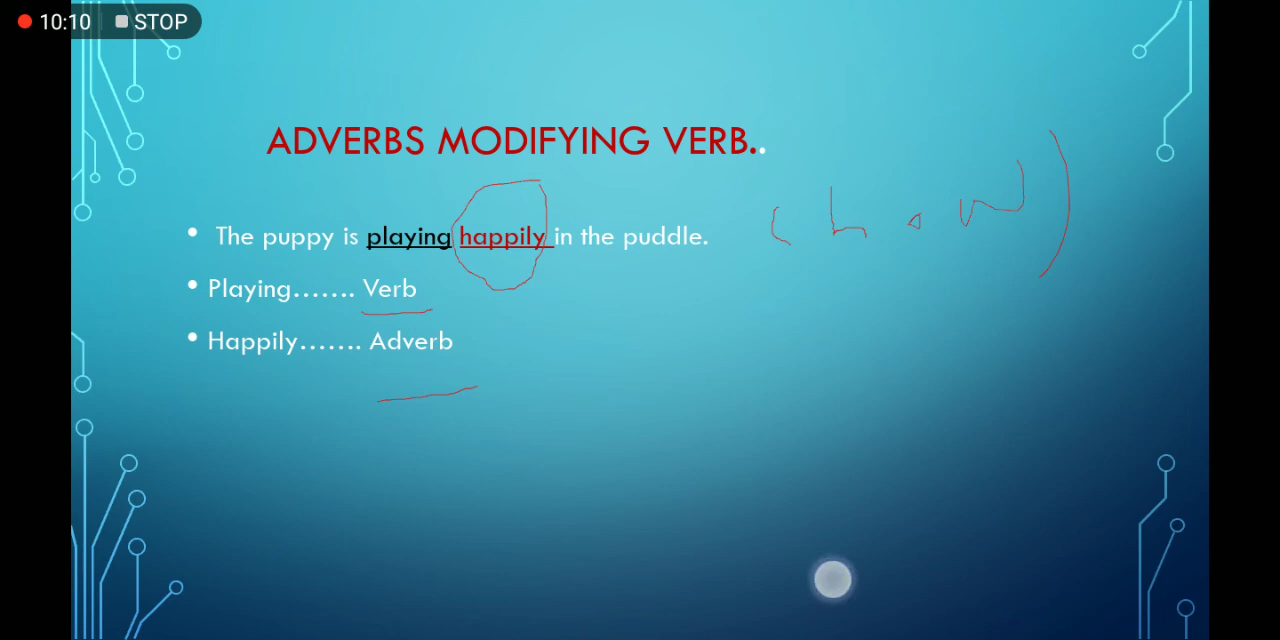 10:10 STOP
ADVERBS MODIFYING VERB..
(how)
• The puppy is playing happily in the puddle.
• Playing....... Verb
• Happily....... Adverb